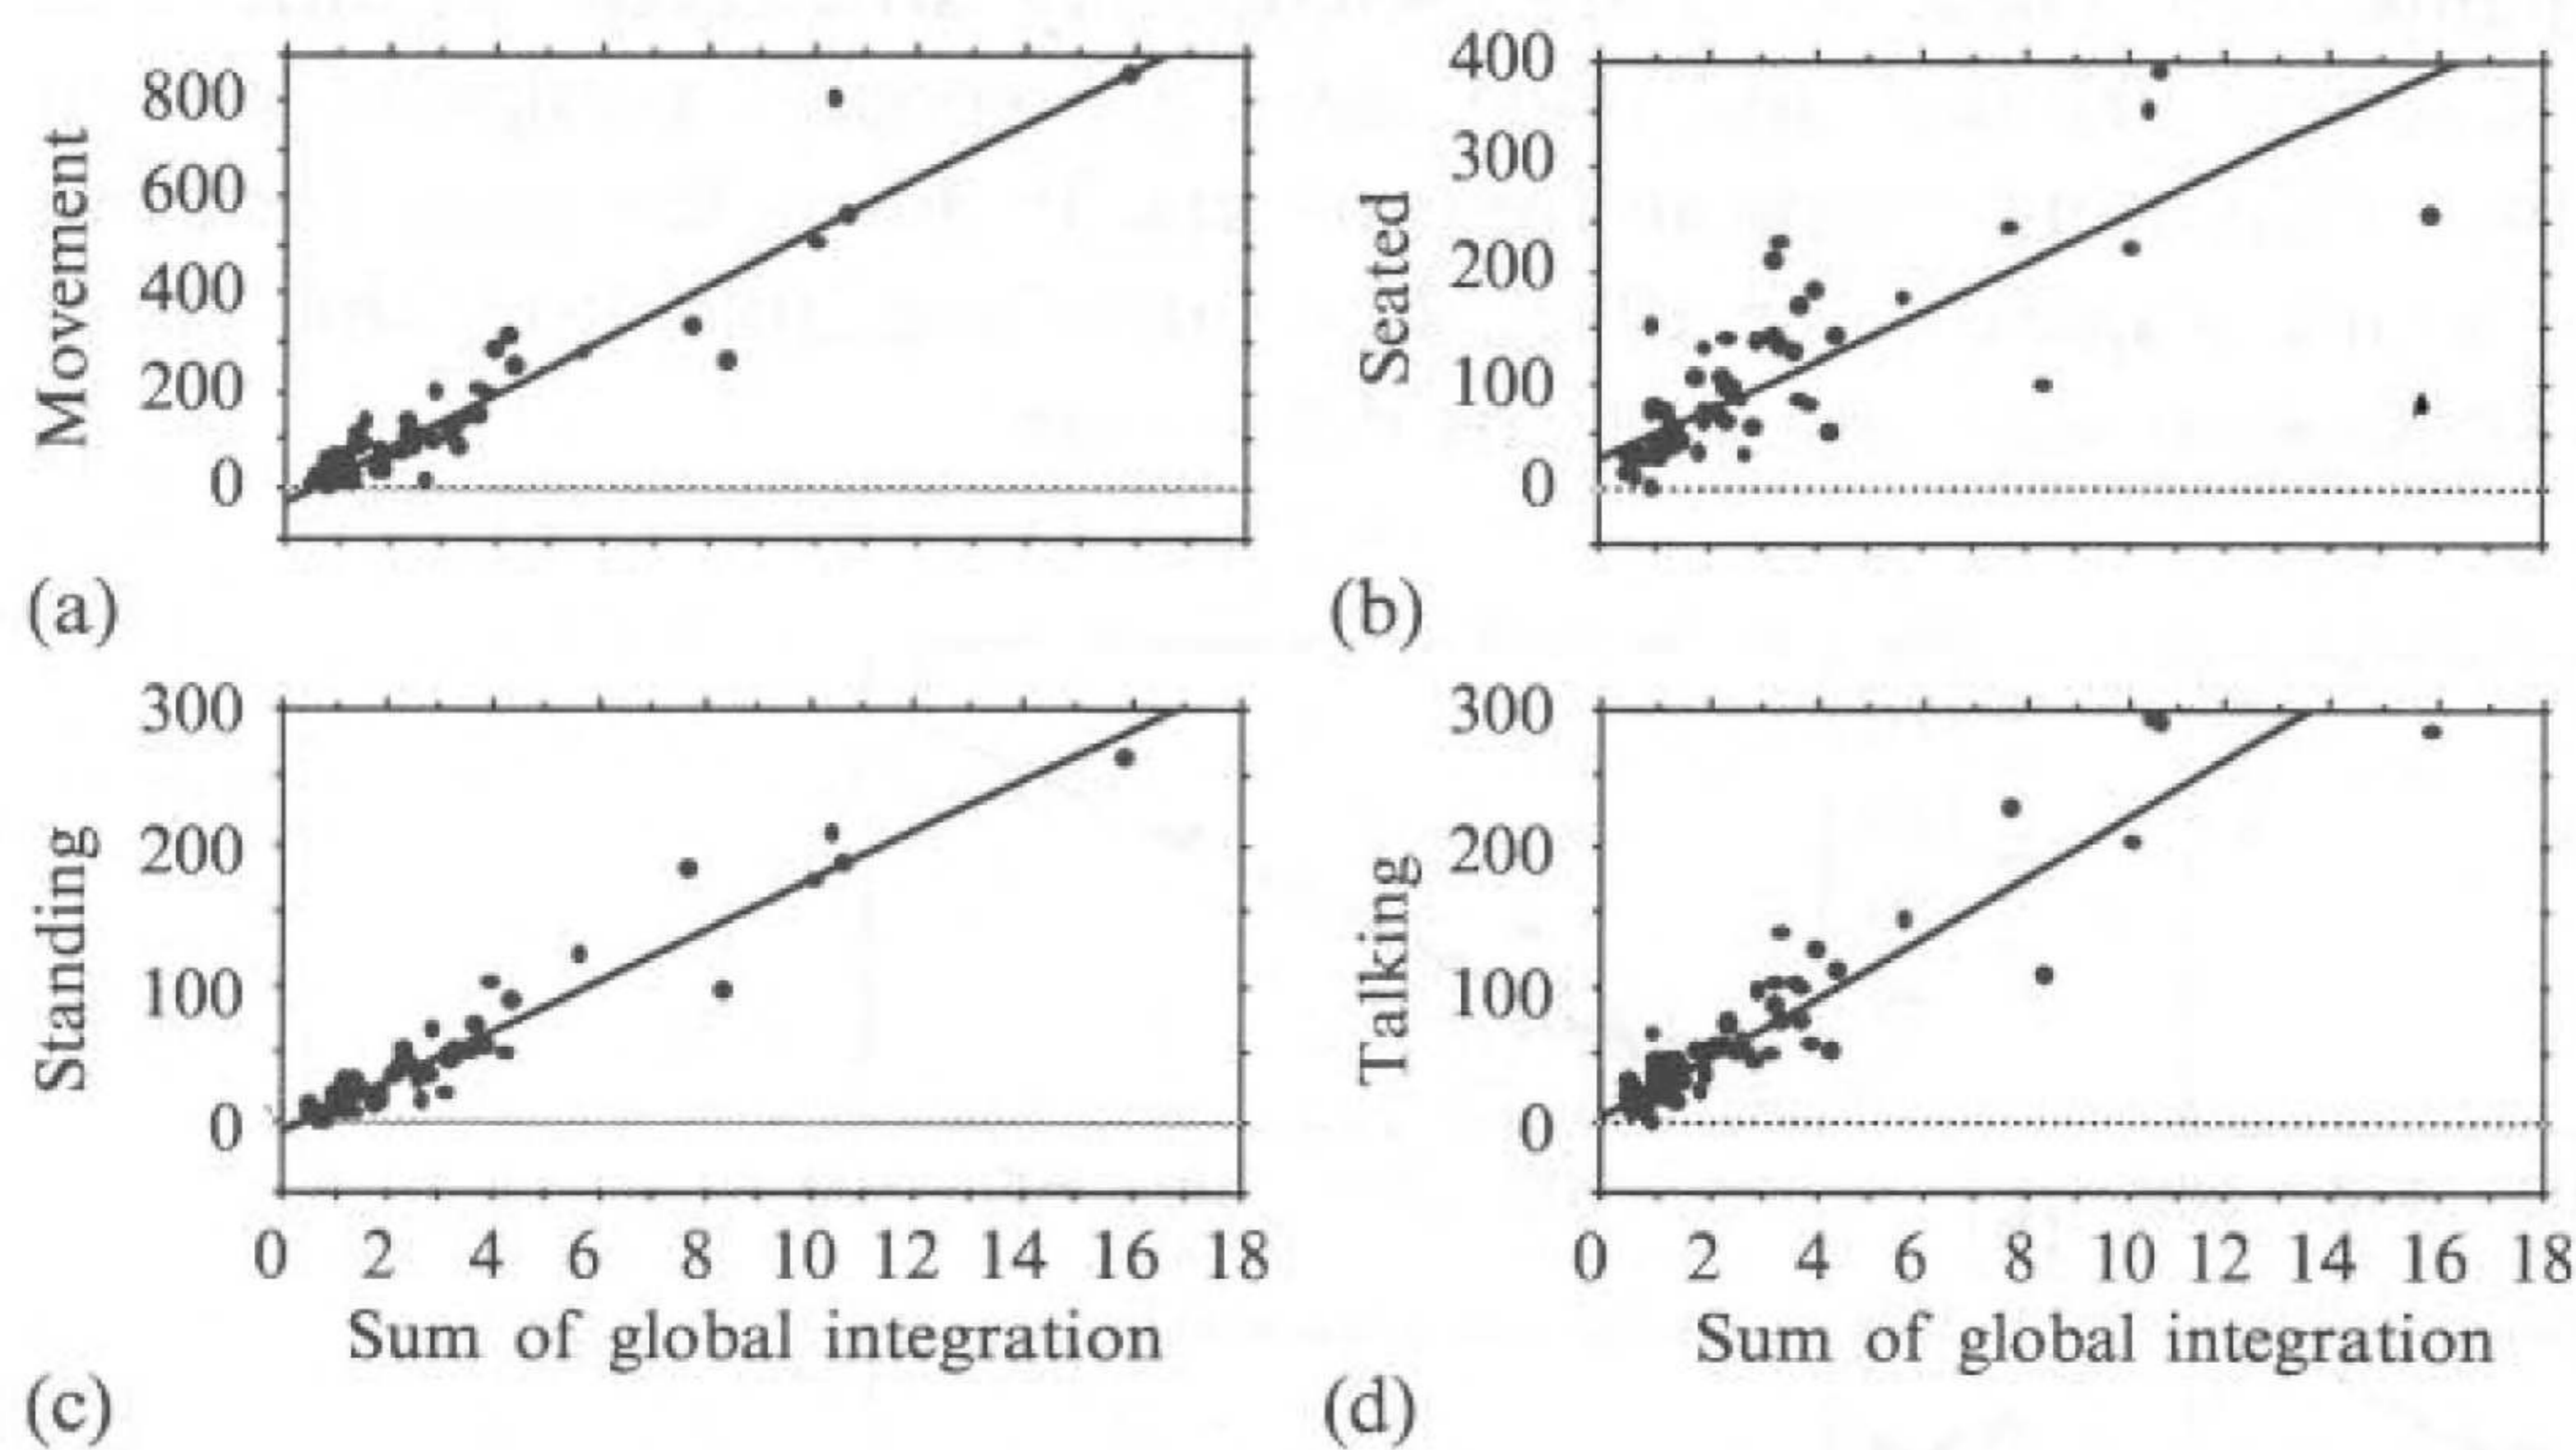 Movement
800
600
400
200
0
(a)
Seated
400
300
200
100
0
(b)
Standing
300
200
100
0
0 2 4 6 8 10 12 14 16 18
Sum of global integration
(c)
Talking
300
200
100
0
0 2 4 6 8 10 12 14 16 18
Sum of global integration
(d)